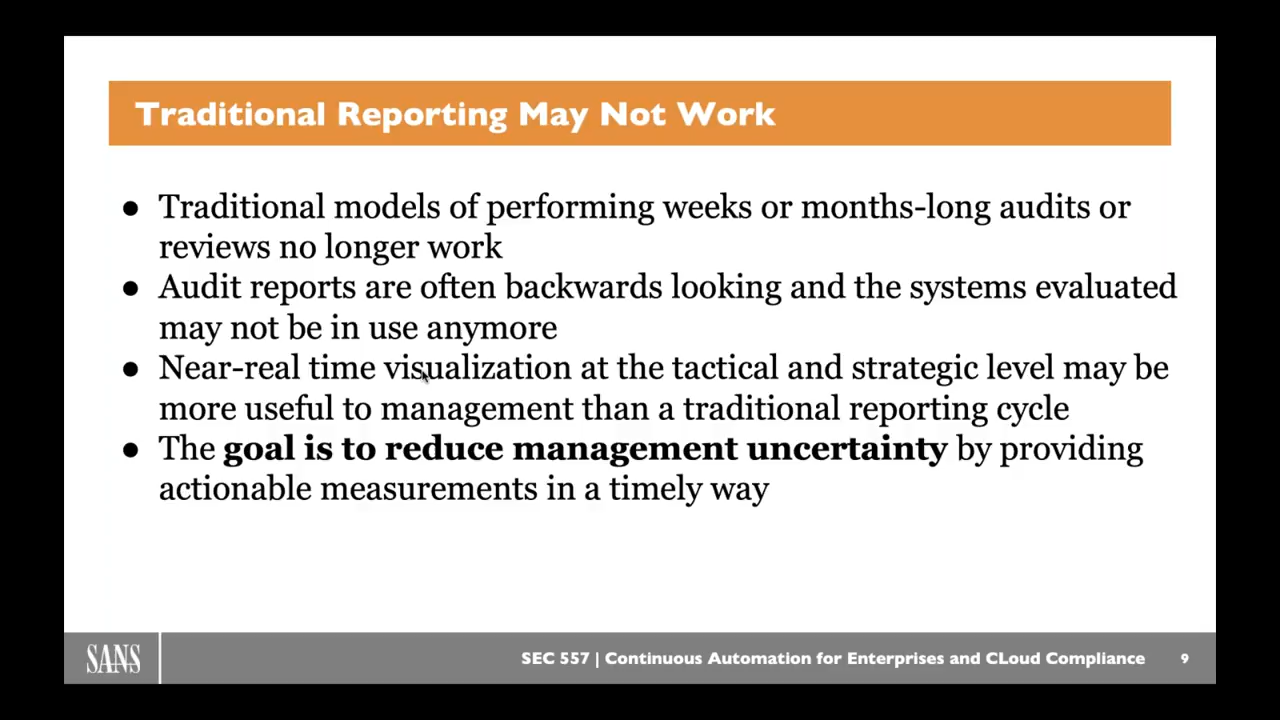 Traditional Reporting May Not Work
● Traditional models of performing weeks or months-long audits or
reviews no longer work
● Audit reports are often backwards looking and the systems evaluated
may not be in use anymore
● Near-real time visualization at the tactical and strategic level may be
more useful to management than a traditional reporting cycle
● The goal is to reduce management uncertainty by providing
actionable measurements in a timely way
SANS
SEC 557 | Continuous Automation for Enterprises and CLoud Compliance
9